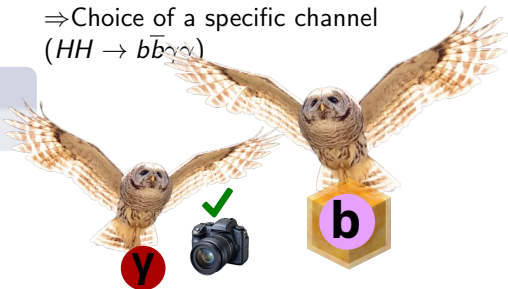 ⇒Choice of a specific channel
(HH → bb̅γγ)
y
b